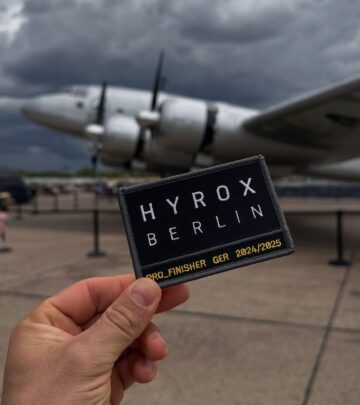 HYROX
BERLIN
PRO_FINISHER GER 2024/2025